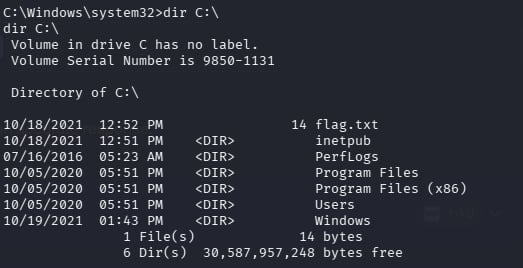 C:\Windows\system32>dir C:\
dir C:\
 Volume in drive C has no label.
 Volume Serial Number is 9850-1131

 Directory of C:\

10/18/2021  12:52 PM                14 flag.txt
10/18/2021  12:51 PM    <DIR>          inetpub
07/16/2016  05:23 AM    <DIR>          PerfLogs
10/05/2020  05:51 PM    <DIR>          Program Files
10/05/2020  05:51 PM    <DIR>          Program Files (x86)
10/05/2020  05:51 PM    <DIR>          Users
10/19/2021  01:43 PM    <DIR>          Windows
               1 File(s)             14 bytes
               6 Dir(s)  30,587,957,248 bytes free